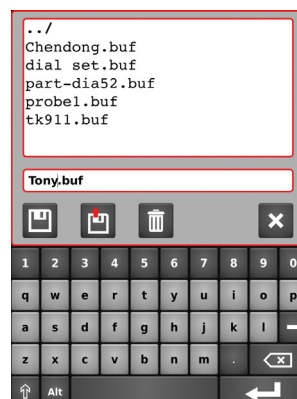 ../
Chendong.buf
dial set.buf
part-dia52.buf
probe1.buf
tk911.buf
Tony.buf
1 2 3 4 5 6 7 8 9 0
q w e r t y u i o p
a s d f g h j k l -
z x c v b n m .
Alt